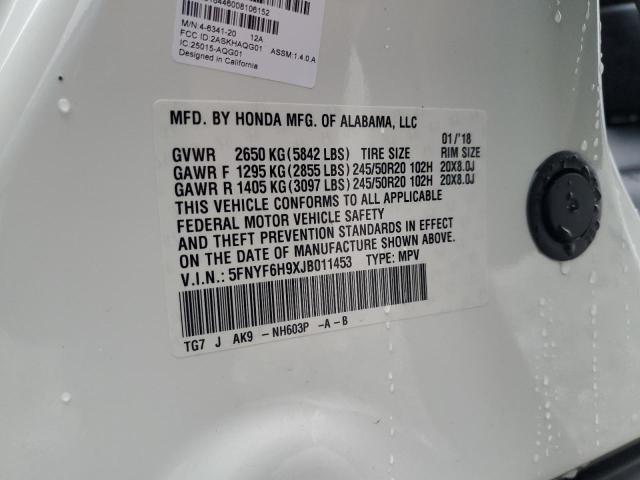 M/N:4-6341-20 12A
FCC ID:2ASKHAQG01 ASSM:1.4.0.A
IC:25015-AQG01
Designed in California
MFD. BY HONDA MFG. OF ALABAMA, LLC
01/'18
GVWR 2650 KG(5842 LBS) TIRE SIZE RIM SIZE
GAWR F 1295 KG(2855 LBS)245/50R20 102H 20X8.0J
GAWR R 1405 KG(3097 LBS)245/50R20 102H 20X8.0J
THIS VEHICLE CONFORMS TO ALL APPLICABLE
FEDERAL MOTOR VEHICLE SAFETY
AND THEFT PREVENTION STANDARDS IN EFFECT
ON THE DATE OF MANUFACTURE SHOWN ABOVE.
V.I.N.: 5FNYF6H9XJB011453 TYPE: MPV
TG7 J AK9 -NH603P -A-B